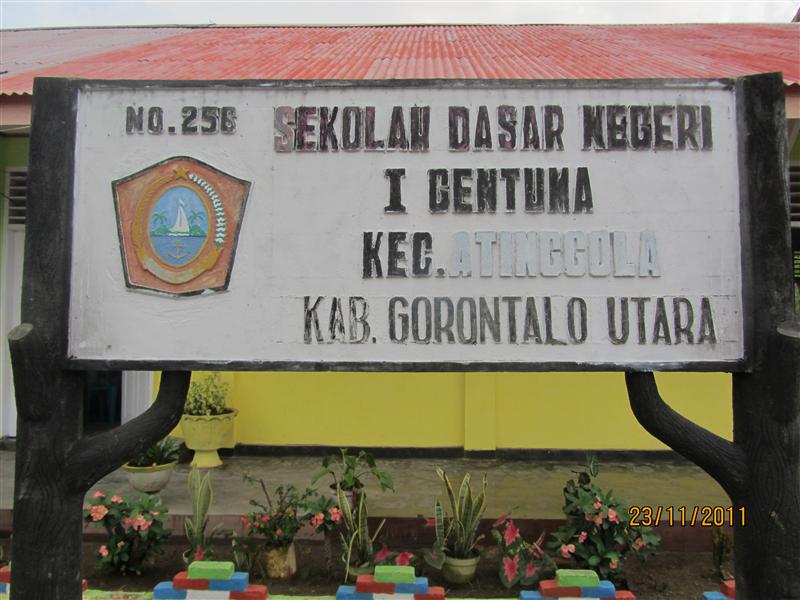 NO.256
SEKOLAH DASAR NEGERI
I GENTUMA
KEC. ATINGGOLA
KAB. GORONTALO UTARA
23/11/2011